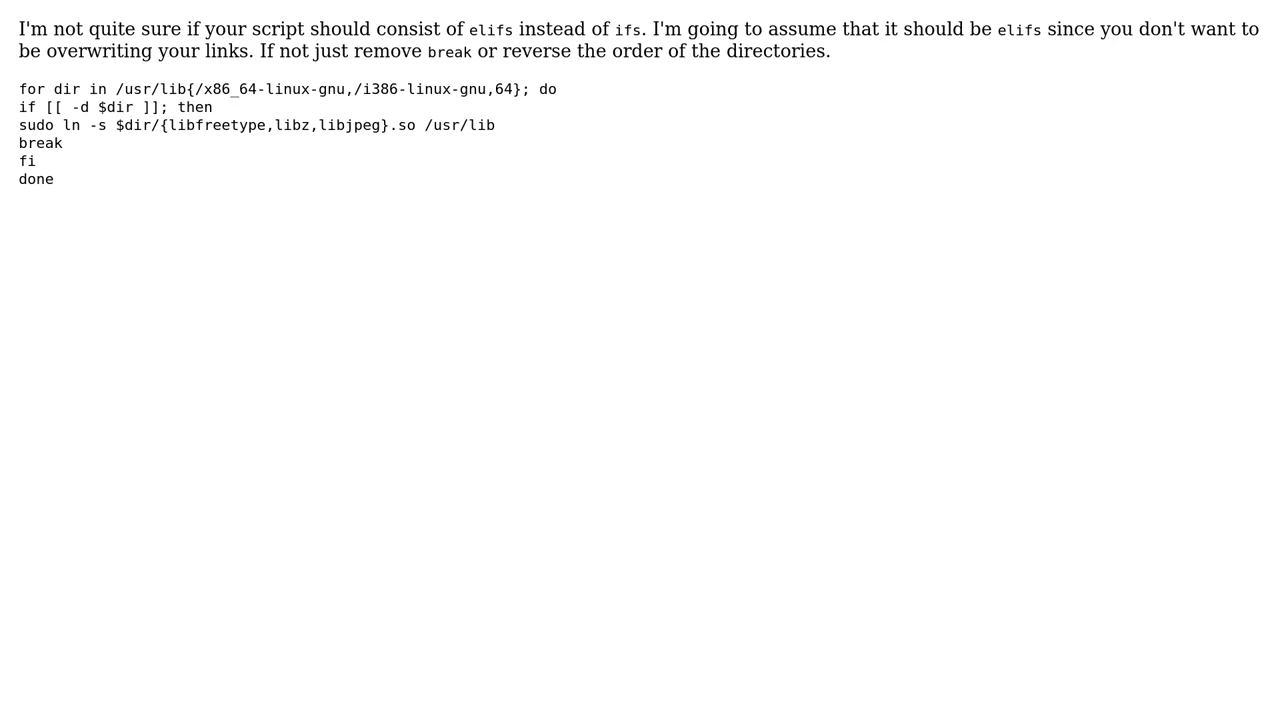 I'm not quite sure if your script should consist of elifs instead of ifs. I'm going to assume that it should be elifs since you don't want to
be overwriting your links. If not just remove break or reverse the order of the directories.
for dir in /usr/lib{/x86_64-linux-gnu,/i386-linux-gnu,64}; do
if [[ -d $dir ]]; then
sudo ln -s $dir/{libfreetype,libz,libjpeg}.so /usr/lib
break
fi
done